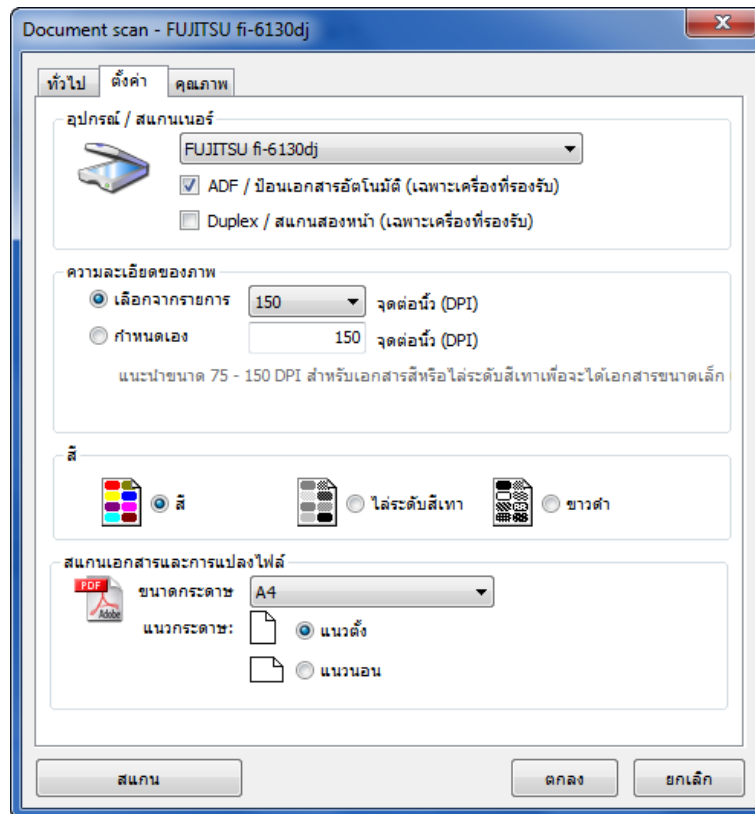 Document scan - FUJITSU fi-6130dj
ทั่วไป ตั้งค่า คุณภาพ
อุปกรณ์ / สแกนเนอร์
FUJITSU fi-6130dj
ADF / ป้อนเอกสารอัตโนมัติ (เฉพาะเครื่องที่รองรับ)
Duplex / สแกนสองหน้า (เฉพาะเครื่องที่รองรับ)
ความละเอียดของภาพ
เลือกจากรายการ 150 จุดต่อนิ้ว (DPI)
กำหนดเอง 150 จุดต่อนิ้ว (DPI)
แนะนำขนาด 75 - 150 DPI สำหรับเอกสารสีหรือไล่ระดับสีเทาเพื่อจะได้เอกสารขนาดเล็ก
สี
สี ไล่ระดับสีเทา ขาวดำ
สแกนเอกสารและการแปลงไฟล์
PDF Adobe ขนาดกระดาษ A4
แนวกระดาษ: แนวตั้ง
แนวนอน
สแกน ตกลง ยกเลิก